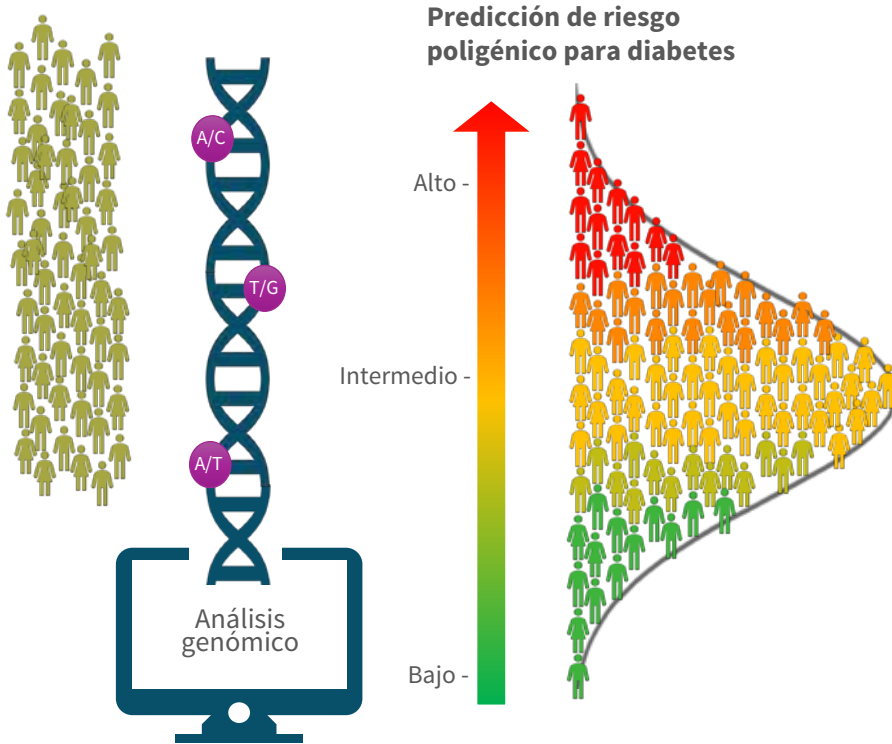 Predicción de riesgo
poligénico para diabetes
A/C
T/G
A/T
Análisis
genómico
Alto -
Intermedio -
Bajo -